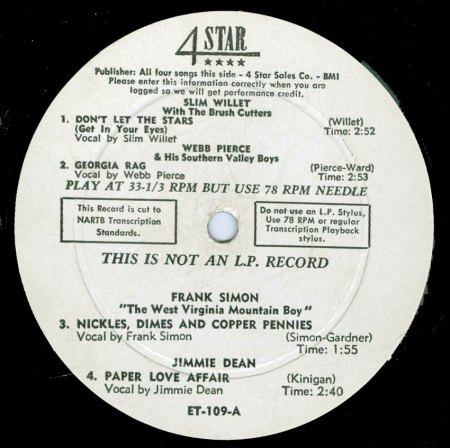 4 STAR
★★★★
Publisher: All four songs this side - 4 Star Sales Co. - BMI
Please enter this information correctly when you are
logged so we will get performance credit.
SLIM WILLET
With The Brush Cutters
1. DON'T LET THE STARS (Willet)
(Get In Your Eyes) Time: 2:52
Vocal by Slim Willet
WEBB PIERCE
& His Southern Valley Boys
2. GEORGIA RAG (Pierce-Ward)
Vocal by Webb Pierce Time: 2:53
PLAY AT 33-1/3 RPM BUT USE 78 RPM NEEDLE
This Record is cut to
NARTB Transcription
Standards.
Do not use an L.P. Stylus,
Use 78 RPM or regular
Transcription Playback
stylus.
THIS IS NOT AN L.P. RECORD
FRANK SIMON
"The West Virginia Mountain Boy"
3. NICKLES, DIMES AND COPPER PENNIES
Vocal by Frank Simon (Simon-Gardner)
Time: 1:55
JIMMIE DEAN
4. PAPER LOVE AFFAIR (Kinigan)
Vocal by Jimmie Dean Time: 2:40
ET-109-A